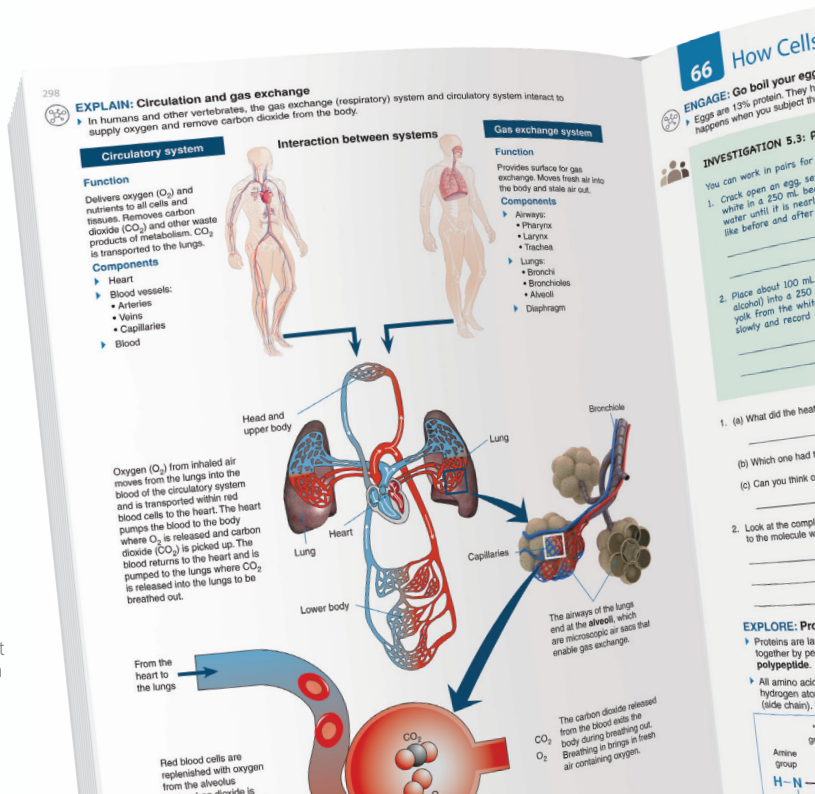 298
EXPLAIN: Circulation and gas exchange
In humans and other vertebrates, the gas exchange (respiratory) system and circulatory system interact to
supply oxygen and remove carbon dioxide from the body.
Circulatory system
Function
Delivers oxygen (O2) and
nutrients to all cells and
tissues. Removes carbon
dioxide (CO2) and other waste
products of metabolism. CO2
is transported to the lungs.
Components
Heart
Blood vessels:
• Arteries
• Veins
• Capillaries
Blood
Interaction between systems
Gas exchange system
Function
Provides surface for gas
exchange. Moves fresh air into
the body and stale air out.
Components
Airways:
• Pharynx
• Larynx
• Trachea
Lungs:
• Bronchi
• Bronchioles
• Alveoli
Diaphragm
Head and
upper body
Lung
Bronchiole
Oxygen (O2) from inhaled air
moves from the lungs into the
blood of the circulatory system
and is transported within red
blood cells to the heart. The heart
pumps the blood to the body
where O2 is released and carbon
dioxide (CO2) is picked up. The
blood returns to the heart and is
pumped to the lungs where CO2
is released into the lungs to be
breathed out.
Lung
Heart
Capillaries
Lower body
The airways of the lungs
end at the alveoli, which
are microscopic air sacs that
enable gas exchange.
From the
heart to
the lungs
CO2
The carbon dioxide released
from the blood exits the
CO2 body during breathing out.
O2 Breathing in brings in fresh
air containing oxygen.
Red blood cells are
replenished with oxygen
from the alveolus
dioxide is
66 How Cells
ENGAGE: Go boil your egg
Eggs are 13% protein. They h
happens when you subject th
INVESTIGATION 5.3: P
You can work in pairs for
1. Crack open an egg, se
white in a 250 mL be
water until it is nearl
like before and after
2. Place about 100 mL
alcohol) into a 250
yolk from the whit
slowly and record
1. (a) What did the heat
(b) Which one had
(c) Can you think o
2. Look at the compl
to the molecule w
EXPLORE: Pro
Proteins are la
together by pe
polypeptide.
All amino acid
hydrogen ato
(side chain).
Amine
group
H–N–